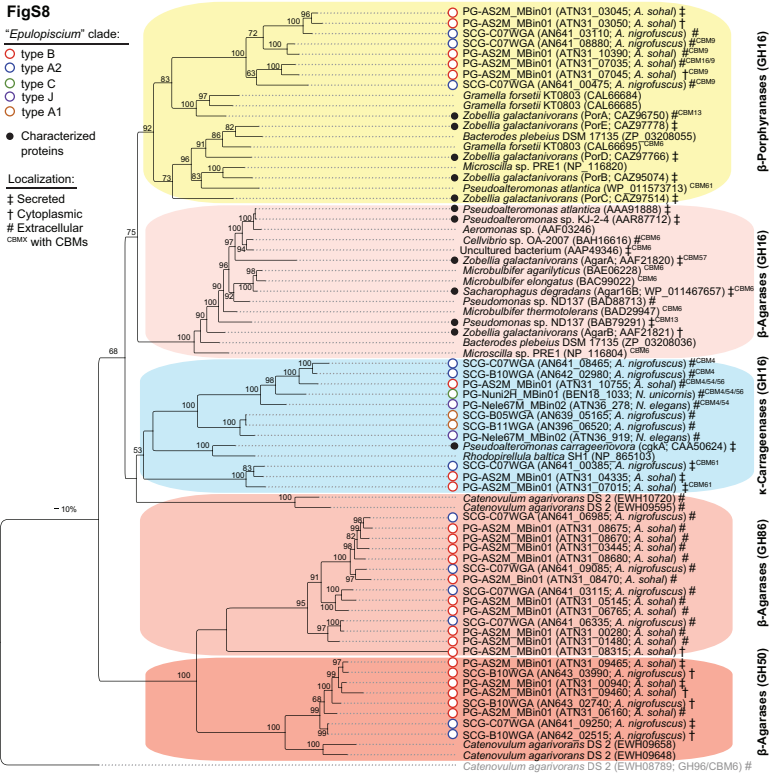 FigS8
"Epulopiscium" clade:
type B
type A2
type C
type J
type A1
Characterized
proteins
Localization:
‡ Secreted
† Cytoplasmic
# Extracellular
CBMX with CBMs
~ 10%
PG-AS2M_MBin01 (ATN31_03045; A. sohal) ‡
PG-AS2M_MBin01 (ATN31_03050; A. sohal) †
SCG-C07WGA (AN641_03110; A. nigrofuscus) #
SCG-C07WGA (AN641_08880; A. nigrofuscus) #CBM9
PG-AS2M_MBin01 (ATN31_10390; A. sohal) #CBM9
PG-AS2M_MBin01 (ATN31_07035; A. sohal) #CBM16/9
PG-AS2M_MBin01 (ATN31_07045; A. sohal) †CBM9
SCG-C07WGA (AN641_00475; A. nigrofuscus) #CBM9
Gramella forsetii KT0803 (CAL66684)
Gramella forsetii KT0803 (CAL66685)
Zobellia galactanivorans (PorA; CAZ96750) #CBM13
Zobellia galactanivorans (PorE; CAZ97778) ‡
Bacterodes plebeius DSM 17135 (ZP_03208055)
Gramella forsetii KT0803 (CAL66695) CBM6
Zobellia galactanivorans (PorD; CAZ97766) ‡
Microscilla sp. PRE1 (NP_116820)
Zobellia galactanivorans (PorB; CAZ95074) ‡
Pseudoalteromonas atlantica (WP_011573713) CBM61
Zobellia galactanivorans (PorC; CAZ97514) ‡
β-Porphyranases (GH16)
Pseudoalteromonas atlantica (AAA91888) ‡
Pseudoalteromonas sp. KJ-2-4 (AAR87712) ‡
Aeromonas sp. (AAF03246)
Cellvibrio sp. OA-2007 (BAH16616) #CBM6
Uncultured bacterium (AAP49346) ‡CBM6
Zobellia galactanivorans (AgarA; AAF21820) ‡CBM57
Microbulbifer agarilyticus (BAE06228) CBM6
Microbulbifer elongatus (BAC99022) CBM6
Sacharophagus degradans (Agar16B; WP_011467657) ‡CBM6
Pseudomonas sp. ND137 (BAD88713) #
Microbulbifer thermotolerans (BAD29947) CBM6
Pseudomonas sp. ND137 (BAB79291) ‡CBM13
Zobellia galactanivorans (AgarB; AAF21821) †
Bacterodes plebeius DSM 17135 (ZP_03208036)
Microscilla sp. PRE1 (NP_116804) CBM6
β-Agarases (GH16)
SCG-C07WGA (AN641_08465; A. nigrofuscus) #CBM4
SCG-B10WGA (AN642_02980; A. nigrofuscus) #CBM4
PG-AS2M_MBin01 (ATN31_10755; A. sohal) #CBM4/54/56
PG-Nuni2H_MBin01 (BEN18_1033; N. unicornis) #CBM4/54/56
PG-Nele67M_MBin02 (ATN36_278; N. elegans) #CBM4/54
SCG-B05WGA (AN639_05165; A. nigrofuscus) #
SCG-B11WGA (AN396_06520; A. nigrofuscus) #
PG-Nele67M_MBin02 (ATN36_919; N. elegans) #
Pseudoalteromonas carrageenovora (cgkA; CAA50624) ‡
Rhodopirellula baltica SH1 (NP_865103)
SCG-C07WGA (AN641_00385; A. nigrofuscus) ‡CBM61
PG-AS2M_MBin01 (ATN31_04335; A. sohal) ‡
PG-AS2M_MBin01 (ATN31_07015; A. sohal) ‡CBM61
κ-Carrageenases (GH16)
Catenovulum agarivorans DS 2 (EWH10720) #
Catenovulum agarivorans DS 2 (EWH09595) #
SCG-C07WGA (AN641_06985; A. nigrofuscus) #
PG-AS2M_MBin01 (ATN31_08675; A. sohal) #
PG-AS2M_MBin01 (ATN31_08670; A. sohal) #
PG-AS2M_MBin01 (ATN31_03445; A. sohal) #
PG-AS2M_MBin01 (ATN31_08680; A. sohal) #
SCG-C07WGA (AN641_09085; A. nigrofuscus) #
PG-AS2M_Bin01 (ATN31_08470; A. sohal) #
SCG-C07WGA (AN641_03115; A. nigrofuscus) #
PG-AS2M_MBin01 (ATN31_05145; A. sohal) #
PG-AS2M_MBin01 (ATN31_06765; A. sohal) #
SCG-C07WGA (AN641_06335; A. nigrofuscus) #
PG-AS2M_MBin01 (ATN31_00280; A. sohal) #
PG-AS2M_MBin01 (ATN31_01480; A. sohal) #
PG-AS2M_MBin01 (ATN31_08315; A. sohal) †
β-Agarases (GH86)
PG-AS2M_MBin01 (ATN31_09465; A. sohal) ‡
SCG-B10WGA (AN643_03990; A. nigrofuscus) †
PG-AS2M_MBin01 (ATN31_00940; A. sohal) ‡
PG-AS2M_MBin01 (ATN31_09460; A. sohal) †
SCG-B10WGA (AN643_02740; A. nigrofuscus) †
PG-AS2M_MBin01 (ATN31_06160; A. sohal) #
SCG-C07WGA (AN641_09250; A. nigrofuscus) ‡
SCG-B10WGA (AN642_02515; A. nigrofuscus) †
Catenovulum agarivorans DS 2 (EWH09658)
Catenovulum agarivorans DS 2 (EWH09648)
β-Agarases (GH50)
Catenovulum agarivorans DS 2 (EWH08789; GH96/CBM6) #